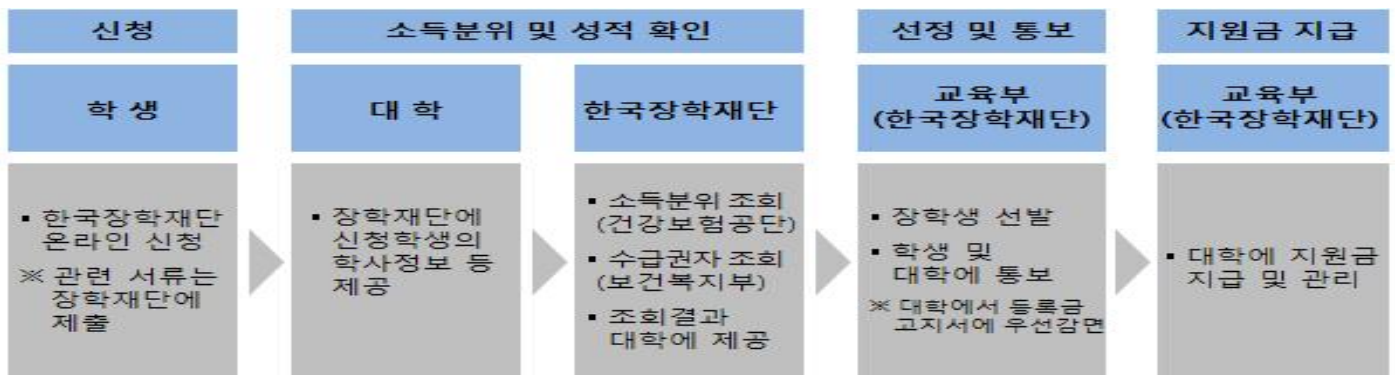 신청
소득분위 및 성적 확인
선정 및 통보
지원금 지급
학 생
대 학
한국장학재단
교육부
(한국장학재단)
교육부
(한국장학재단)
▪ 한국장학재단
온라인 신청
※ 관련 서류는
장학재단에
제출
▪ 장학재단에
신청학생의
학사정보 등
제공
▪ 소득분위 조회
(건강보험공단)
▪ 수급권자 조회
(보건복지부)
▪ 조회결과
대학에 제공
▪ 장학생 선발
▪ 학생 및
대학에 통보
※ 대학에서 등록금
고지서에 우선감면
▪ 대학에 지원금
지급 및 관리